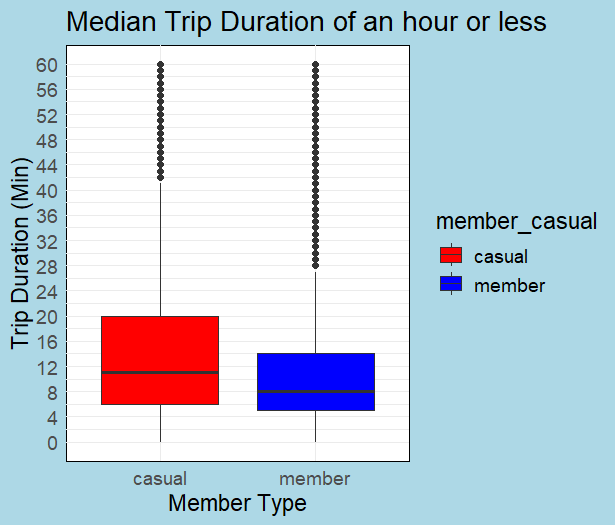 Median Trip Duration of an hour or less
Trip Duration (Min)
60
56
52
48
44
40
36
32
28
24
20
16
12
8
4
0
casual
member
Member Type
member_casual
casual
member